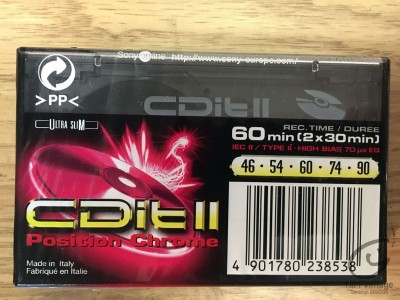 Sony online http://www.sony-europe.com/
>PP<
CDit II
ULTRA SLIM
REC. TIME / DUREE
60 min (2x30min)
IEC II / TYPE II · HIGH BIAS 70 µs EQ
46 · 54 · 60 · 74 · 90
CDit II
Position Chrome
Made in Italy
Fabriqué en Italie
4 901780 238538